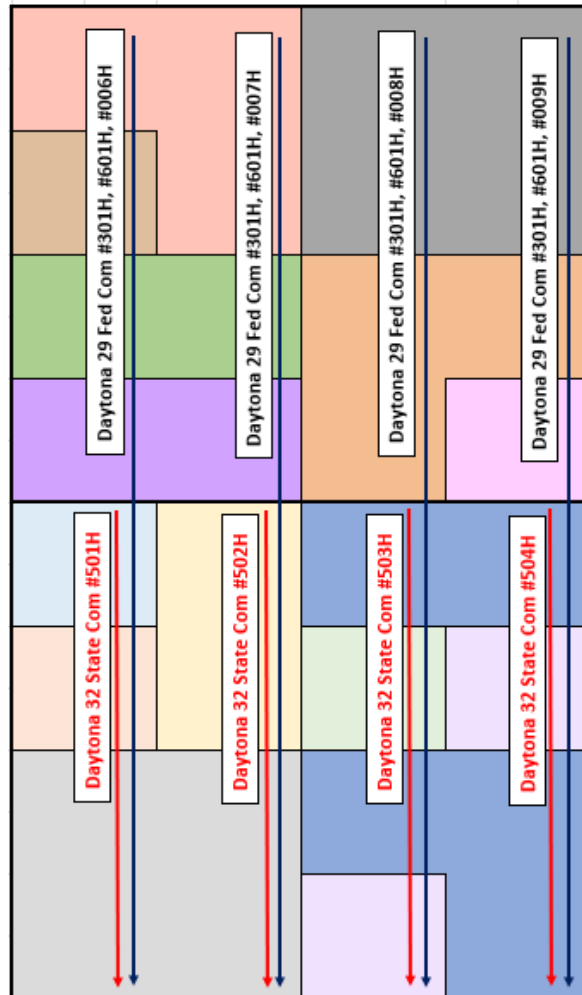 Daytona 29 Fed Com #301H, #601H, #006H
Daytona 29 Fed Com #301H, #601H, #007H
Daytona 29 Fed Com #301H, #601H, #008H
Daytona 29 Fed Com #301H, #601H, #009H
Daytona 32 State Com #501H
Daytona 32 State Com #502H
Daytona 32 State Com #503H
Daytona 32 State Com #504H